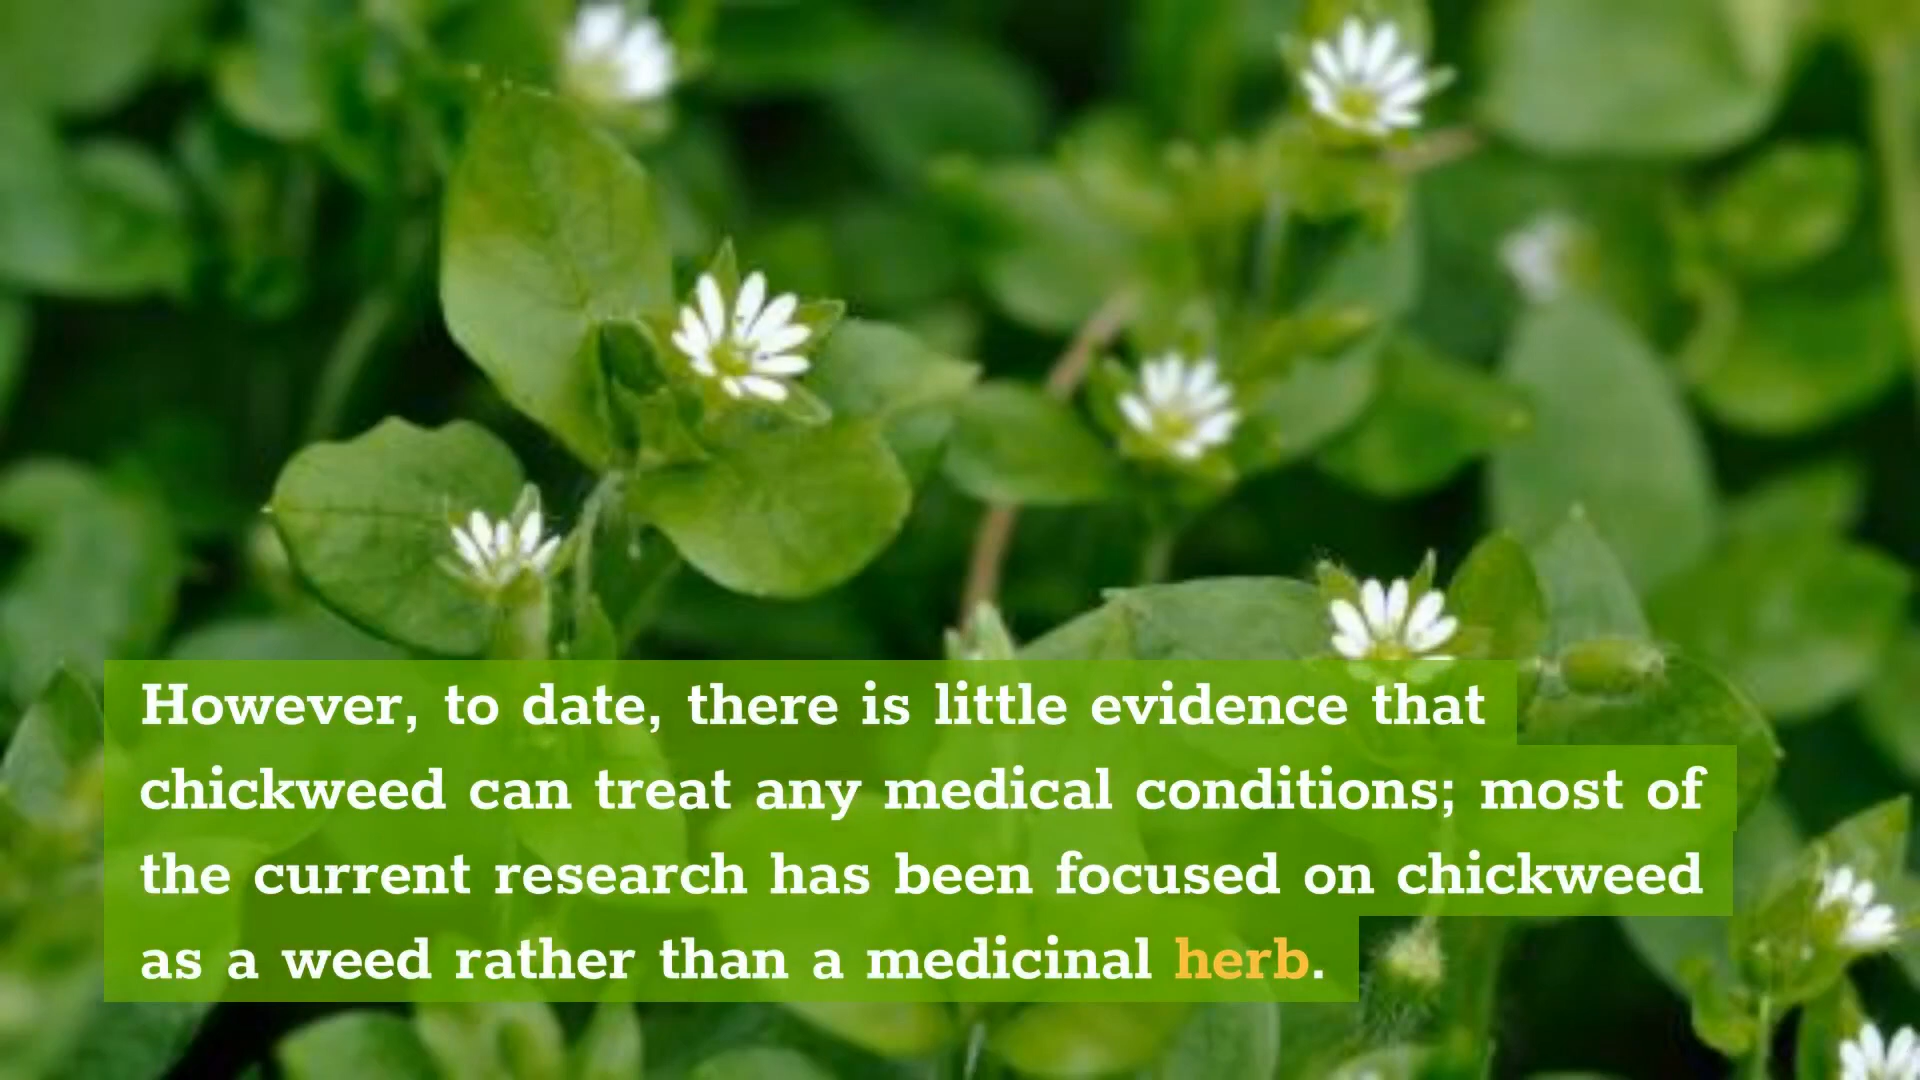 However, to date, there is little evidence that
chickweed can treat any medical conditions; most of
the current research has been focused on chickweed
as a weed rather than a medicinal herb.